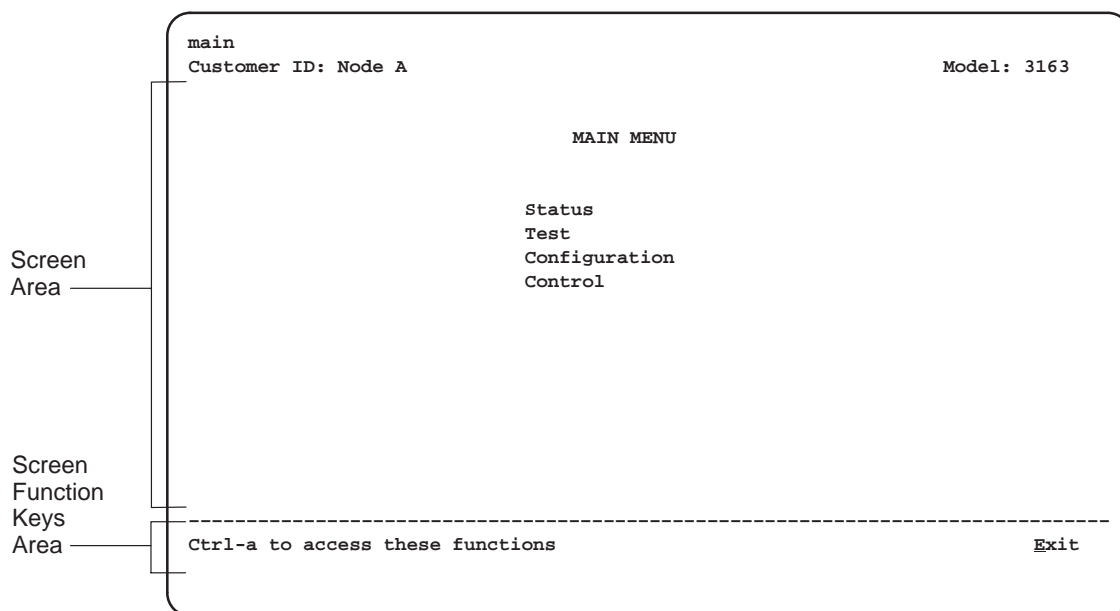 main
Customer ID: Node A Model: 3163
MAIN MENU
Status
Test
Configuration
Control
Screen
Area
Screen
Function
Keys
Area
--------------------------------------------------------------------------------
Ctrl-a to access these functions Exit